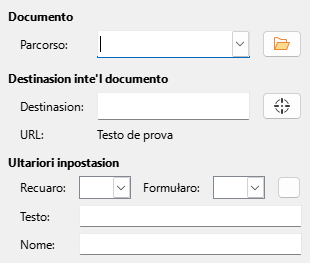 Documento
Parcorso:
Destinasion inte'l documento
Destinasion:
URL: Testo de prova
Ultariori inpostasion
Recuaro: Formułaro:
Testo:
Nome: